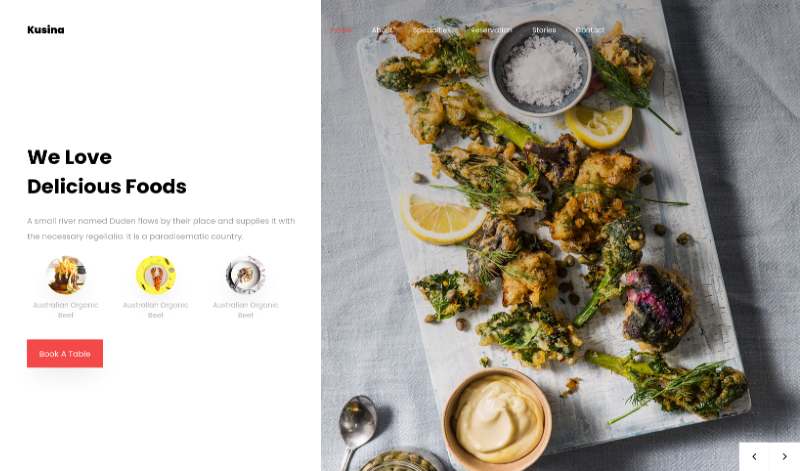 Kusina
Home About Specialties Reservation Stories Contact
We Love
Delicious Foods
A small river named Duden flows by their place and supplies it with
the necessary regelialia. It is a paradisematic country.
Australian Organic
Beef
Australian Organic
Beef
Australian Organic
Beef
Book A Table